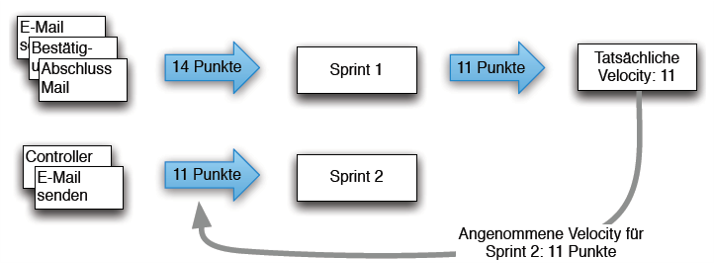 E-Mail
Bestätig-
Abschluss
Mail
14 Punkte
Sprint 1
11 Punkte
Tatsächliche
Velocity: 11
Controller
E-Mail
senden
11 Punkte
Sprint 2
Angenommene Velocity für
Sprint 2: 11 Punkte